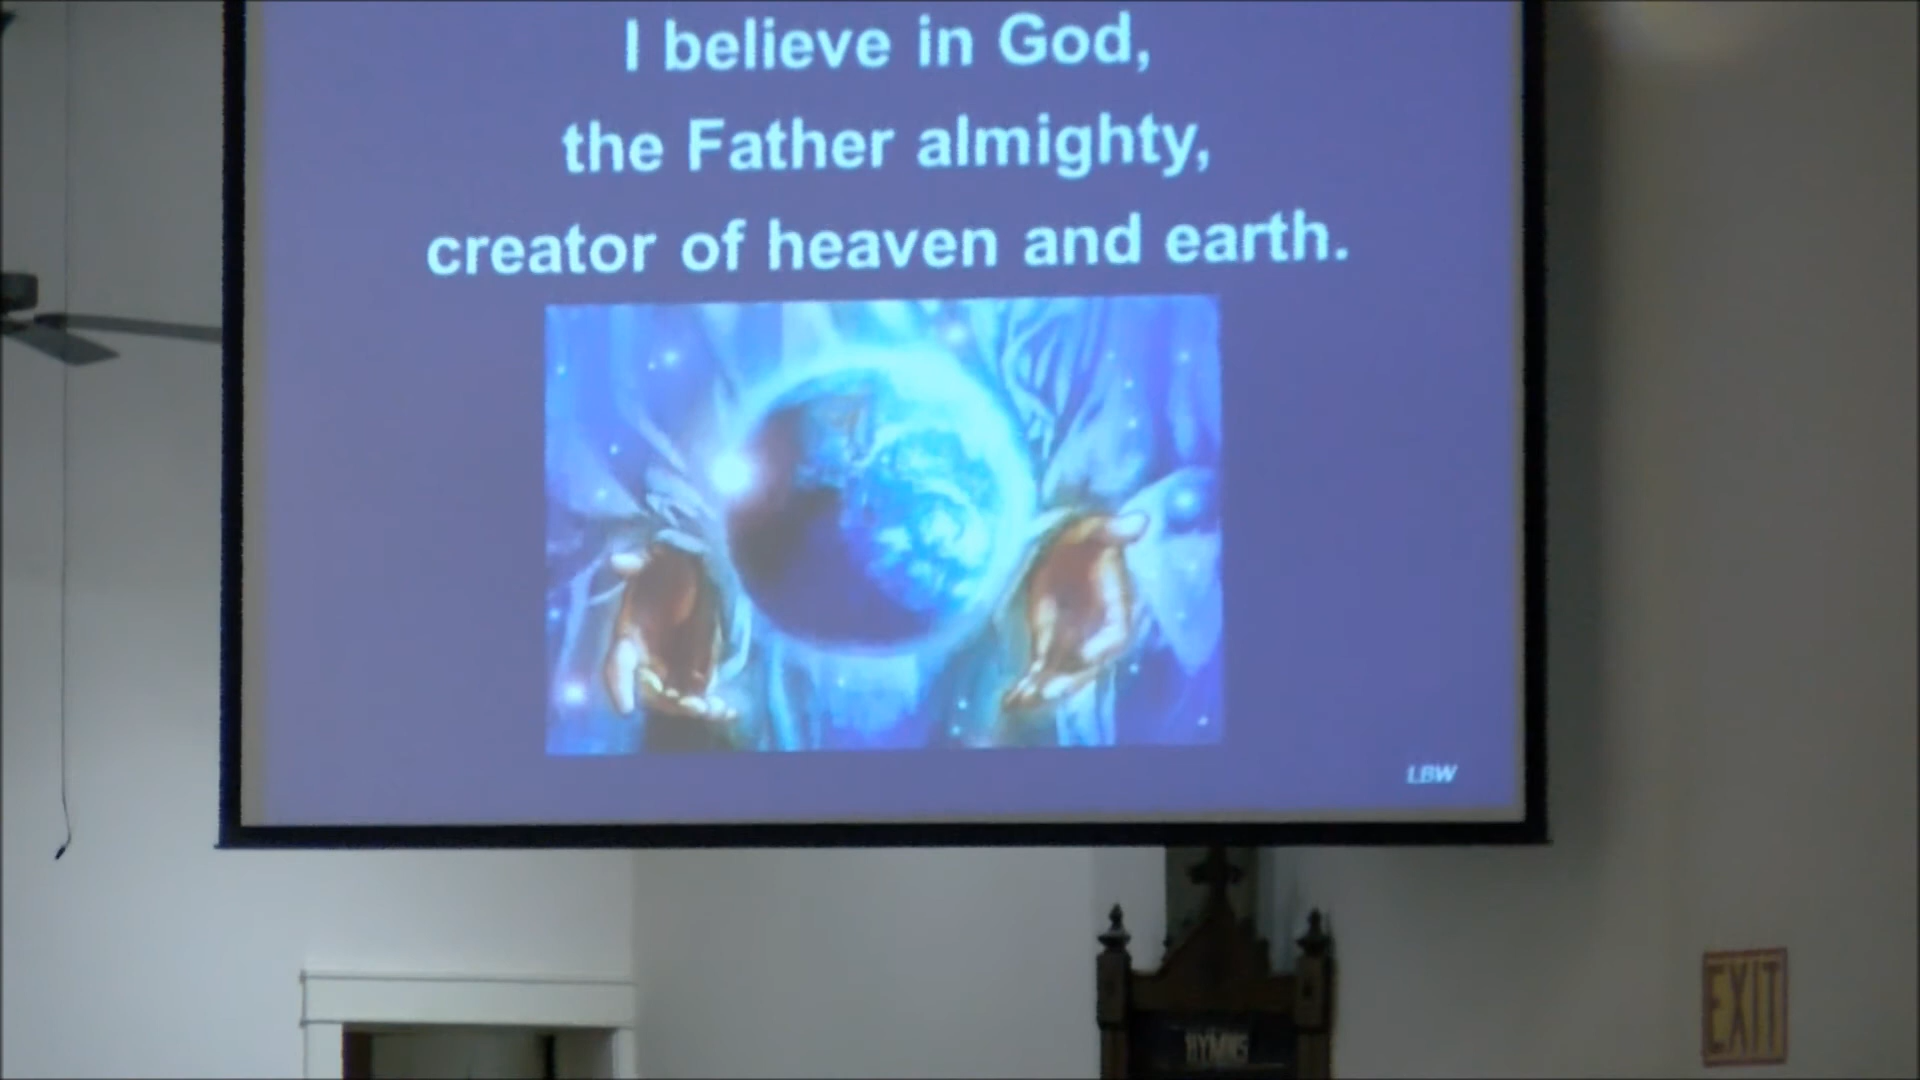 I believe in God,
the Father almighty,
creator of heaven and earth.
LBW
HYMNS
EXIT